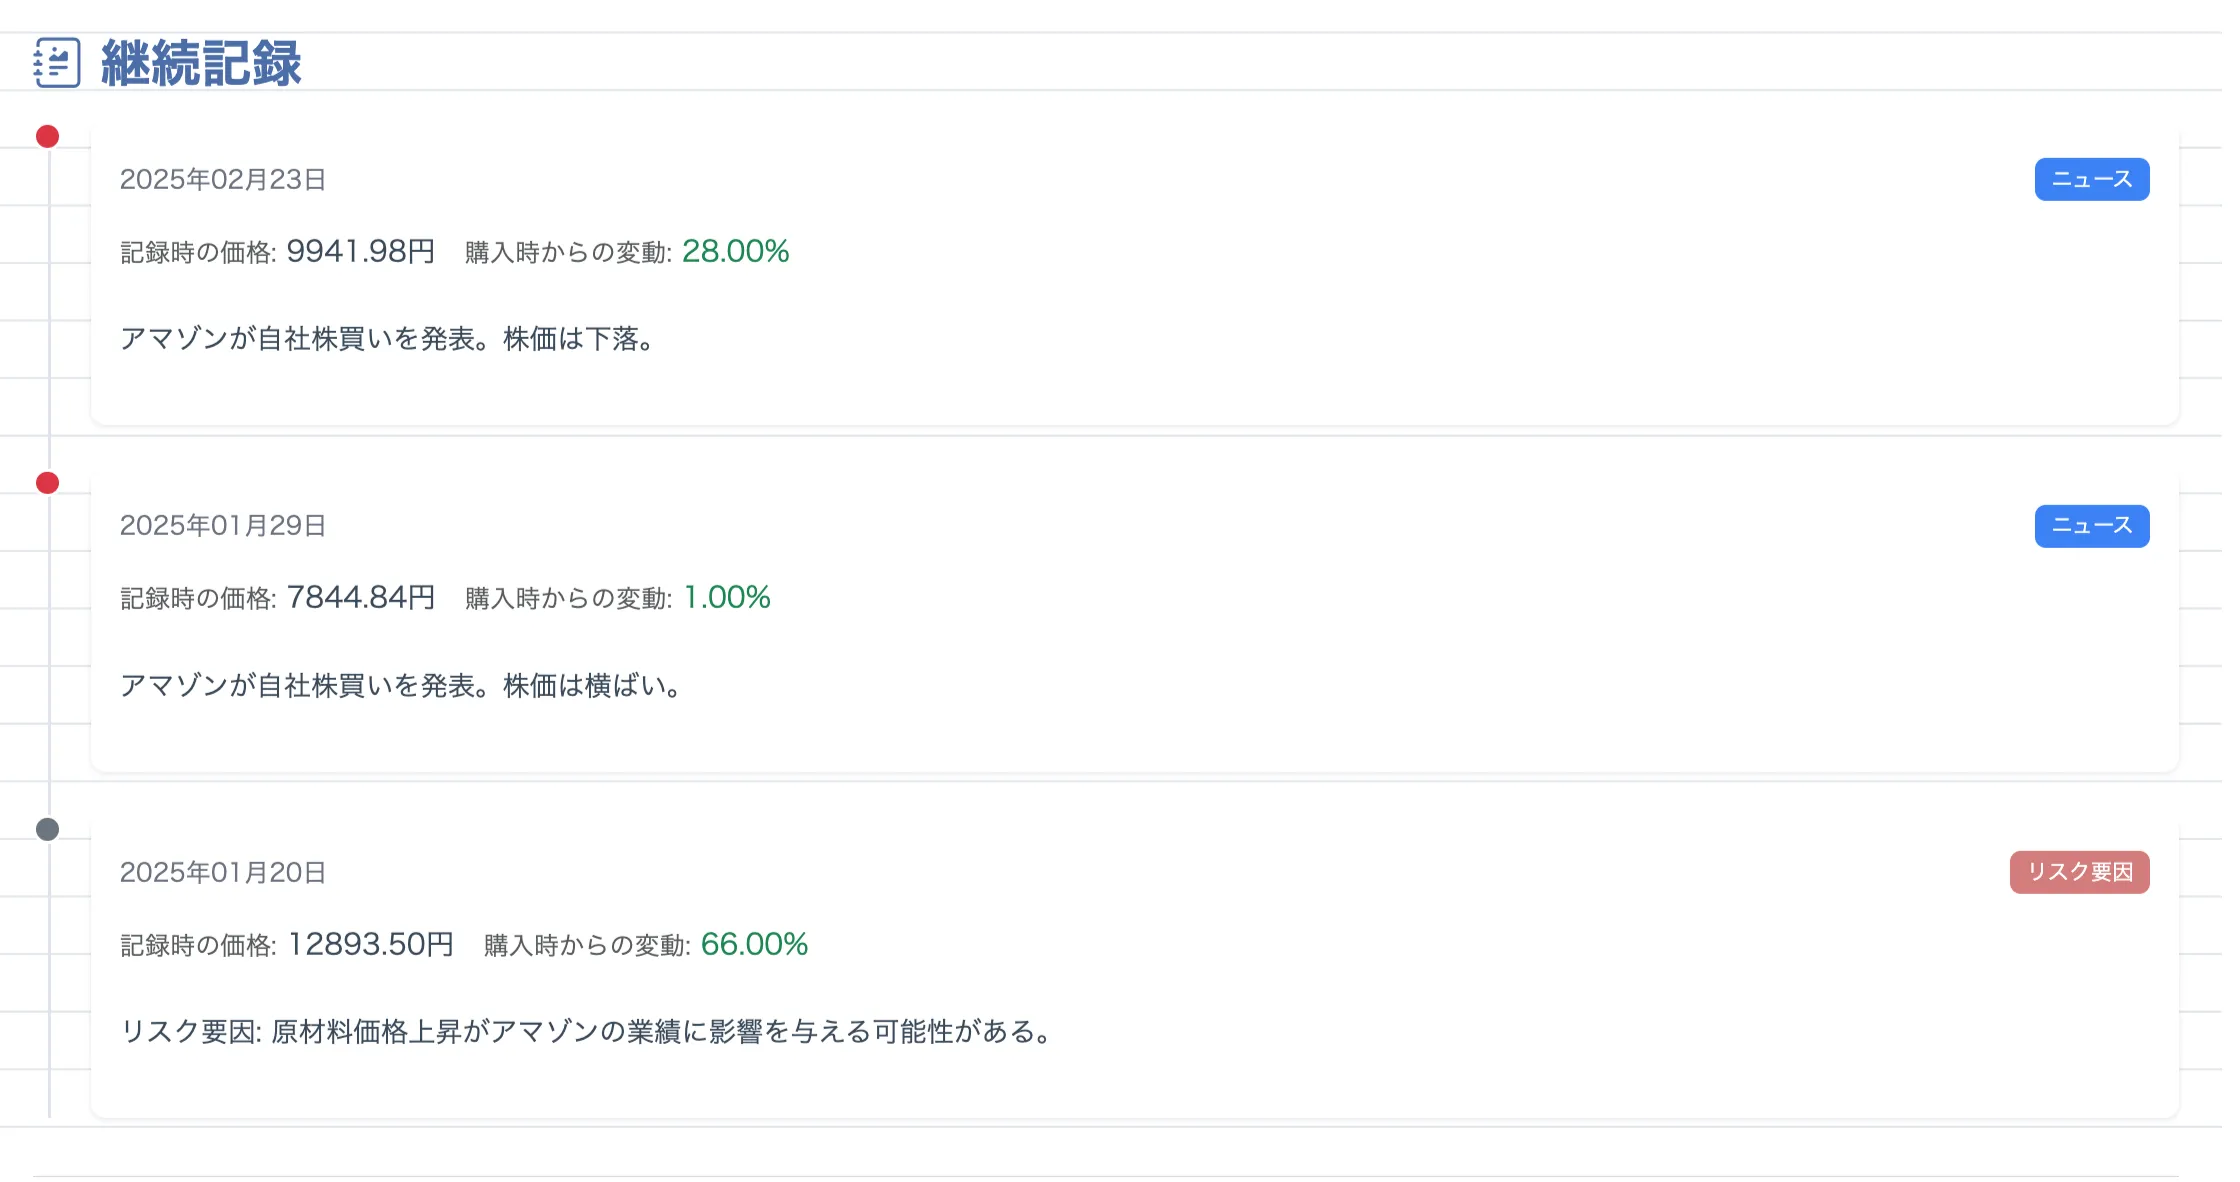 継続記録
2025年02月23日
ニュース
記録時の価格: 9941.98円 購入時からの変動: 28.00%
アマゾンが自社株買いを発表。株価は下落。
2025年01月29日
ニュース
記録時の価格: 7844.84円 購入時からの変動: 1.00%
アマゾンが自社株買いを発表。株価は横ばい。
2025年01月20日
リスク要因
記録時の価格: 12893.50円 購入時からの変動: 66.00%
リスク要因: 原材料価格上昇がアマゾンの業績に影響を与える可能性がある。